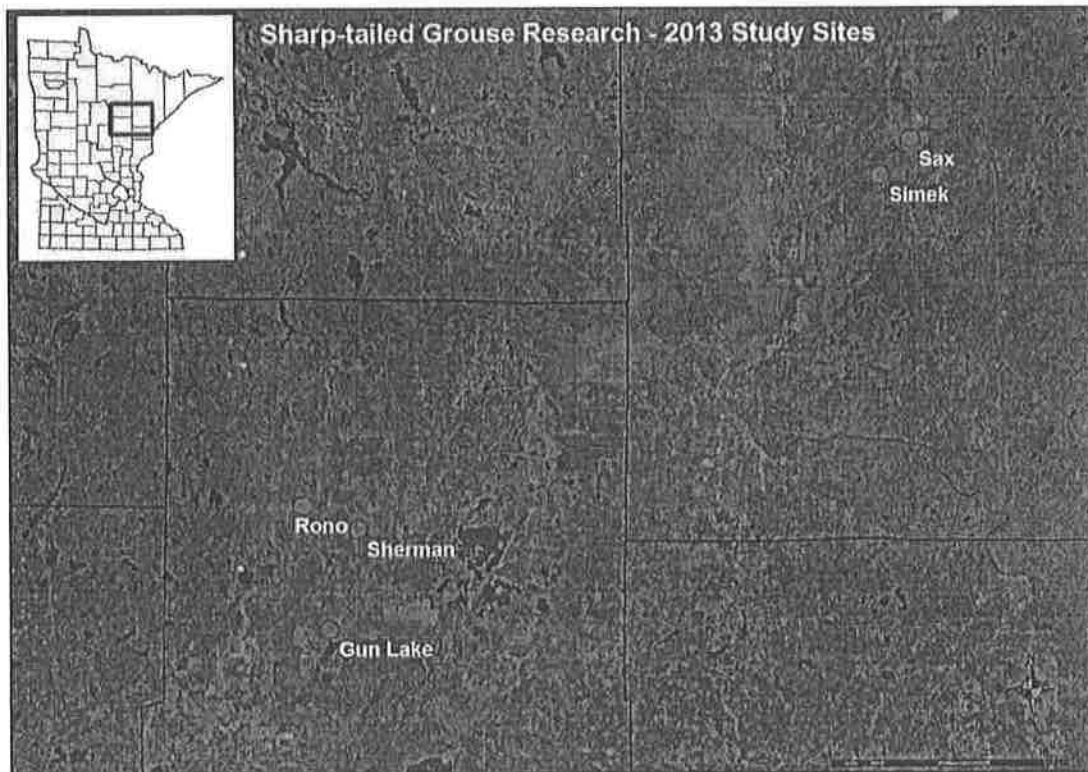 Sharp-tailed Grouse Research - 2013 Study Sites
Sax
Simek
Rono
Sherman
Gun Lake